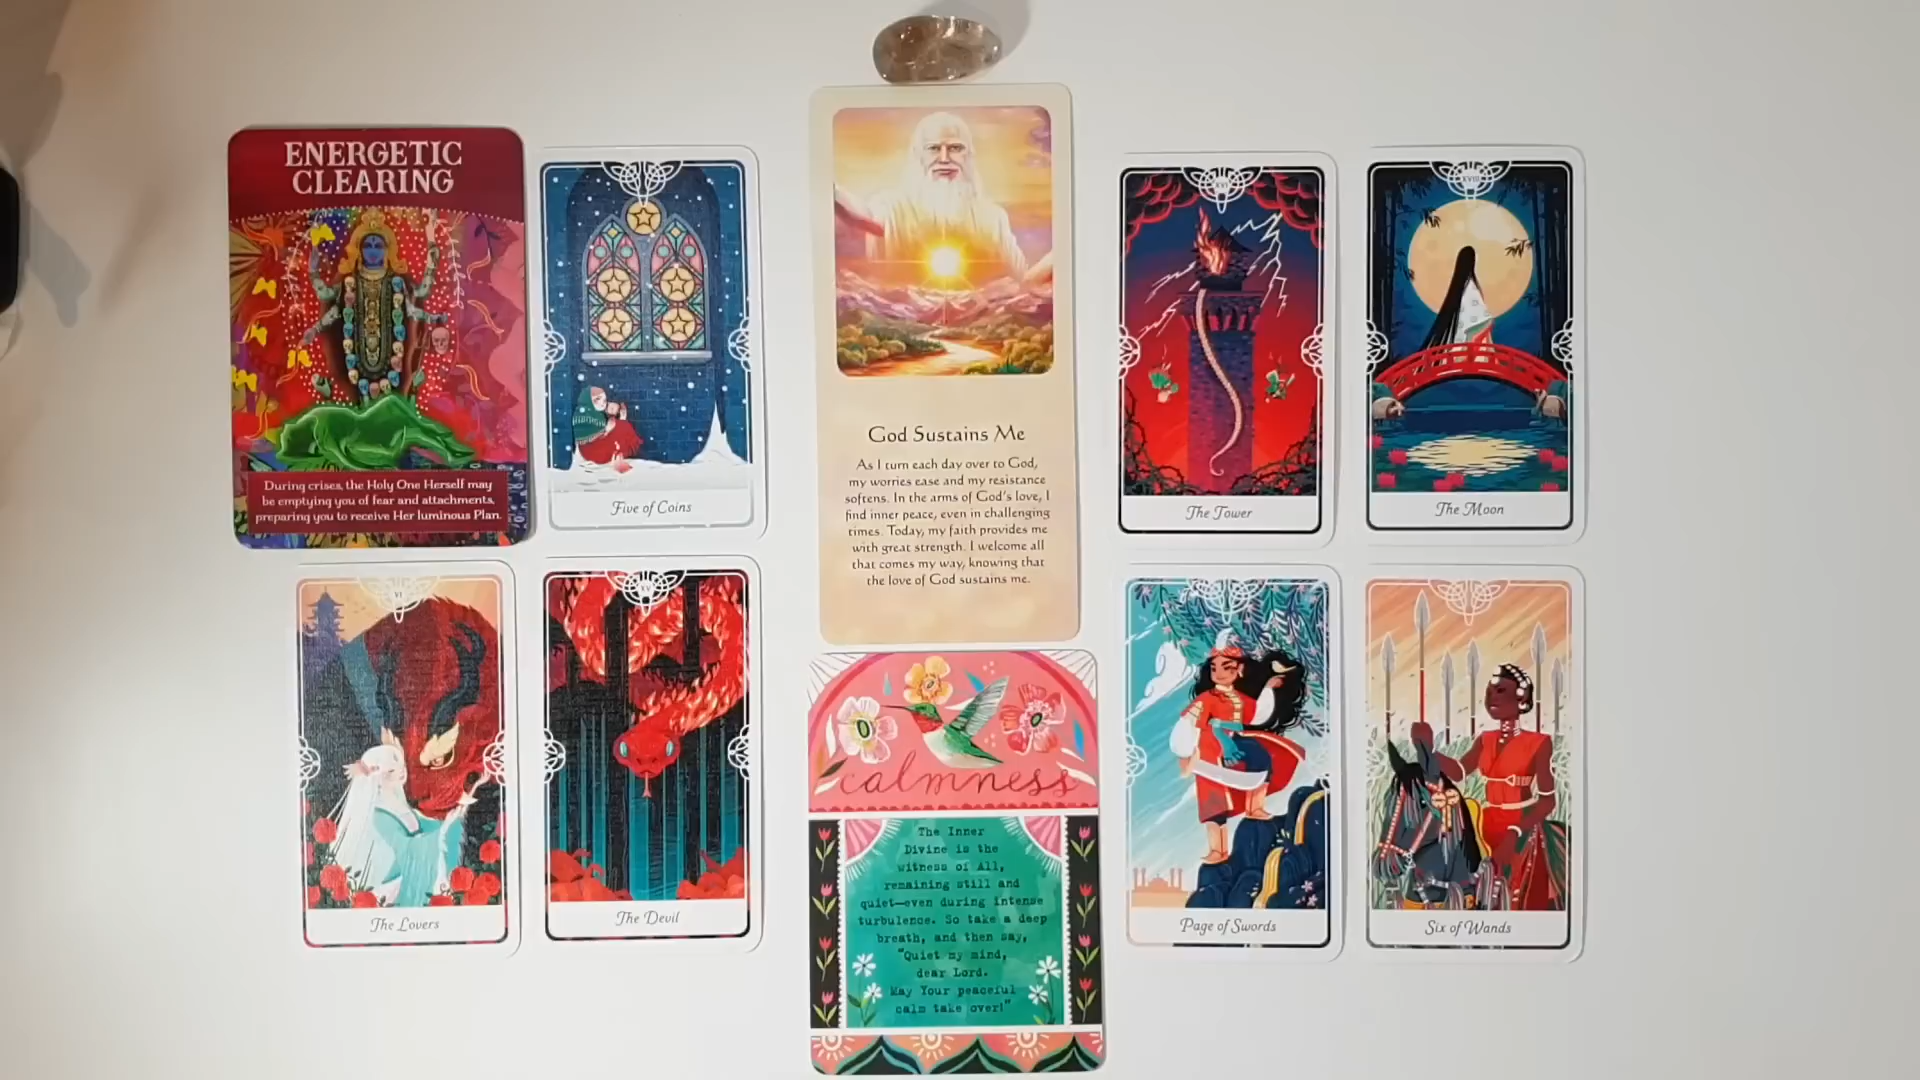 ENERGETIC
CLEARING
During crises, the Holy One Herself may
be emptying you of fear and attachments,
preparing you to receive Her luminous Plan.
Five of Coins
God Sustains Me
As I turn each day over to God,
my worries ease and my resistance
softens. In the arms of God's love, I
find inner peace, even in challenging
times. Today, my faith provides me
with great strength. I welcome all
that comes my way, knowing that
the love of God sustains me.
XVI
The Tower
XVIII
The Moon
VI
The Lovers
XV
The Devil
calmness
The Inner
Divine is the
witness of All,
remaining still and
quiet—even during intense
turbulence. So take a deep
breath, and then say,
"Quiet my mind,
dear Lord.
May Your peaceful
calm take over!"
Page of Swords
Six of Wands